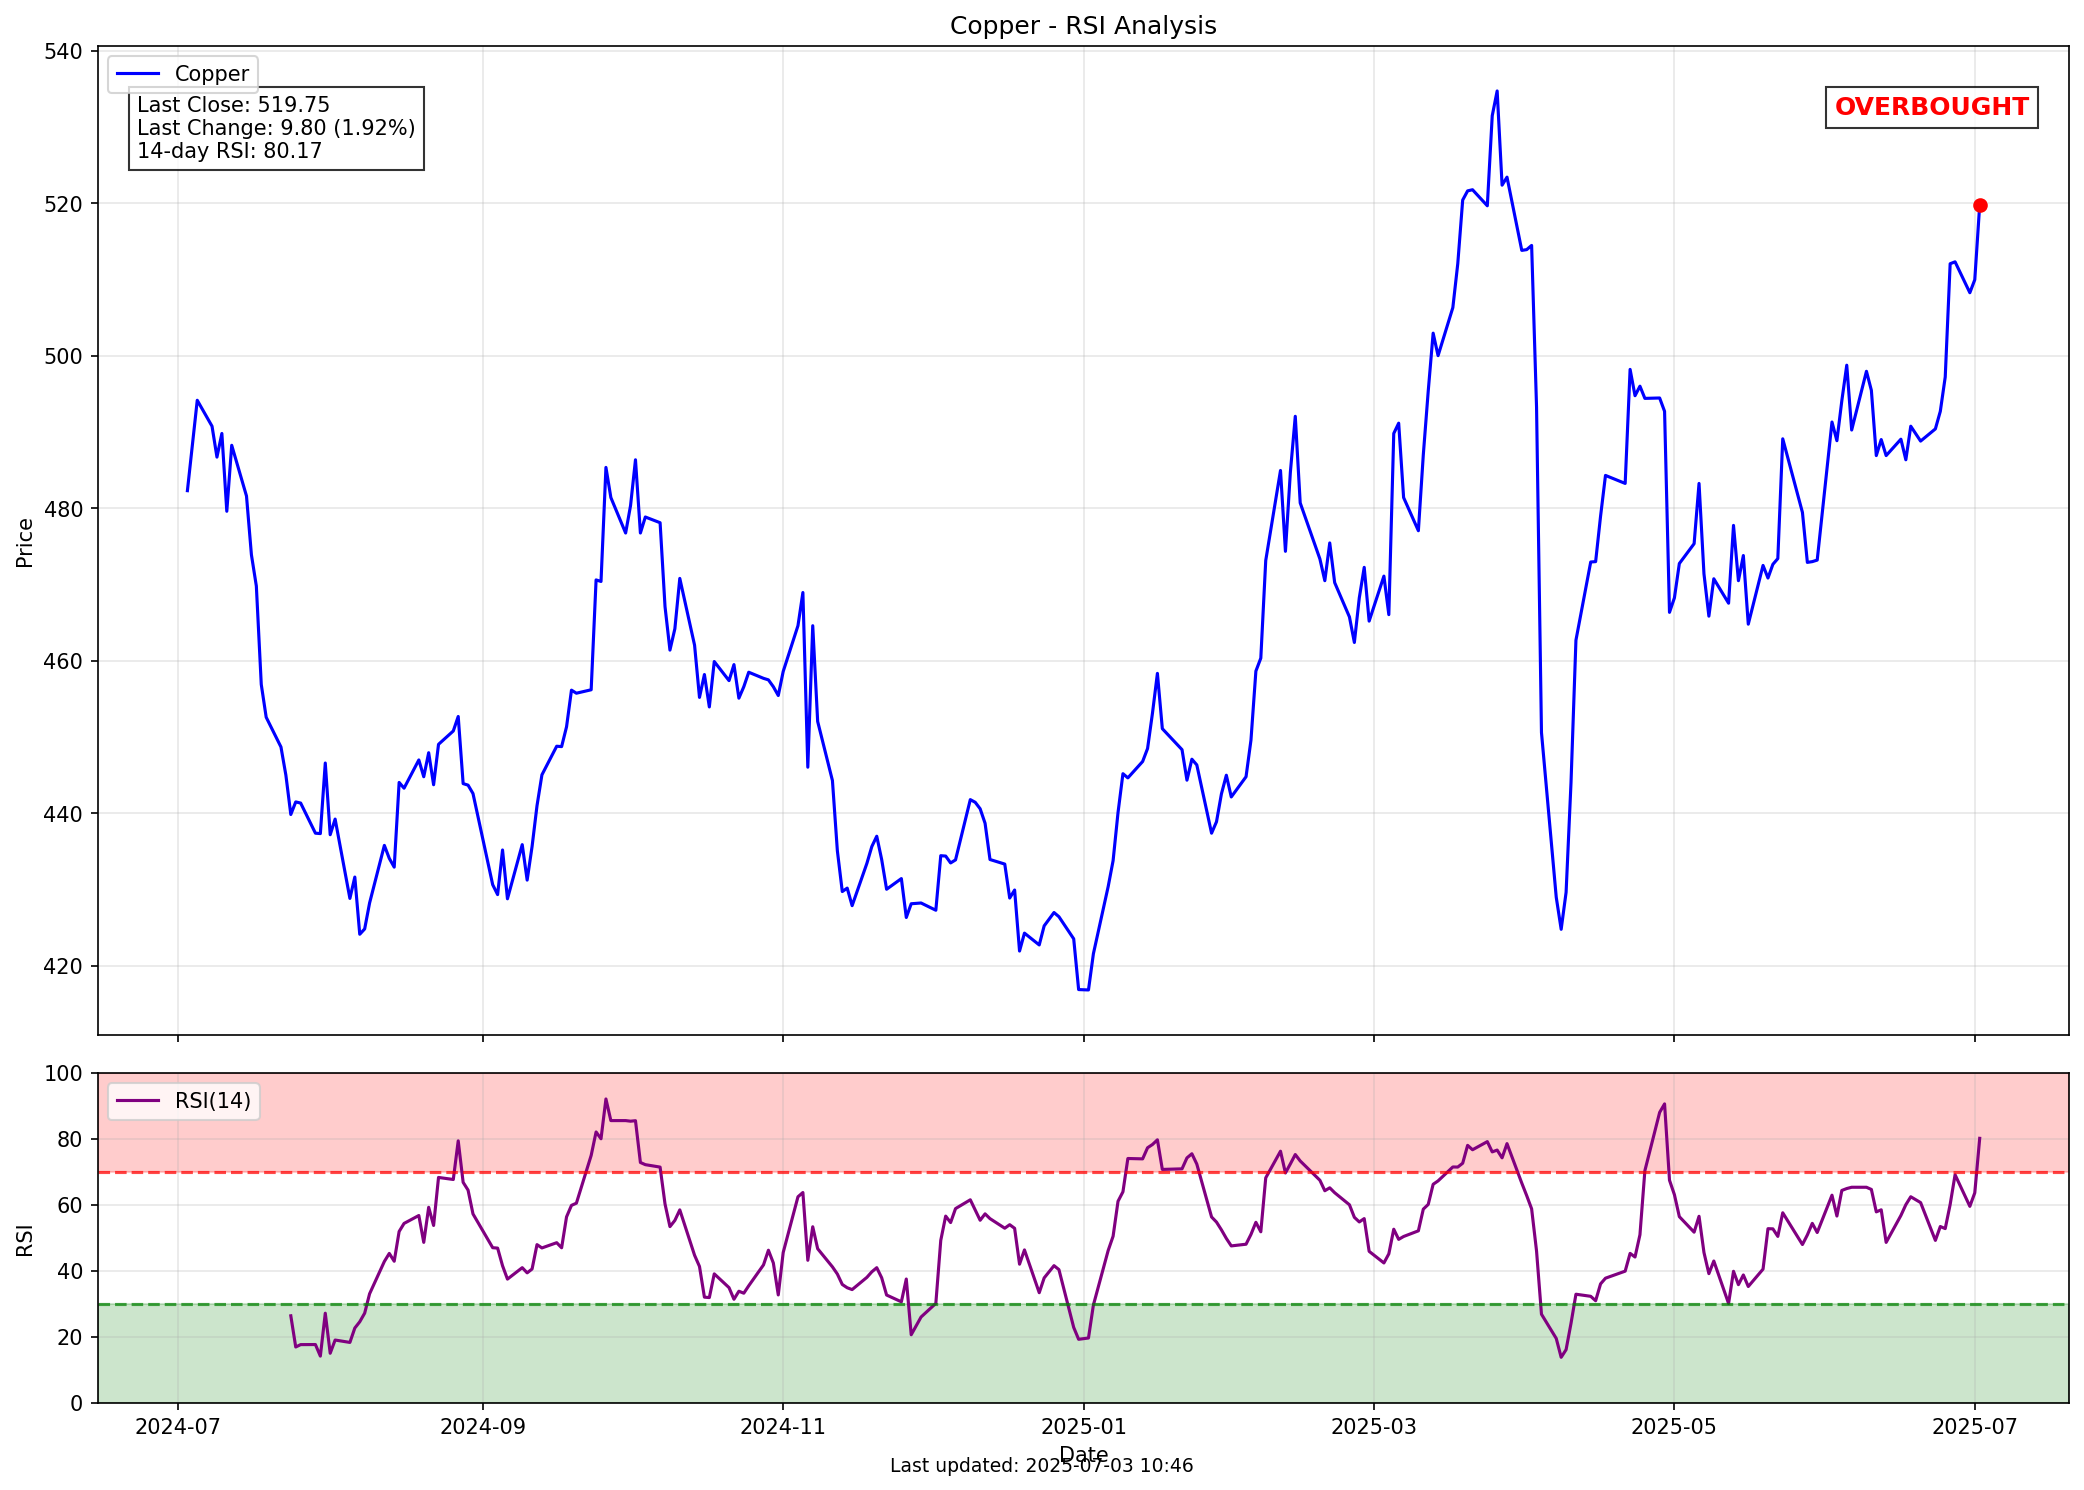 Copper - RSI Analysis
540
520
500
480
460
440
420
Price
Copper
Last Close: 519.75
Last Change: 9.80 (1.92%)
14-day RSI: 80.17
OVERBOUGHT
100
80
60
40
20
0
RSI
RSI(14)
2024-07
2024-09
2024-11
2025-01
2025-03
2025-05
2025-07
Date
Last updated: 2025-07-03 10:46